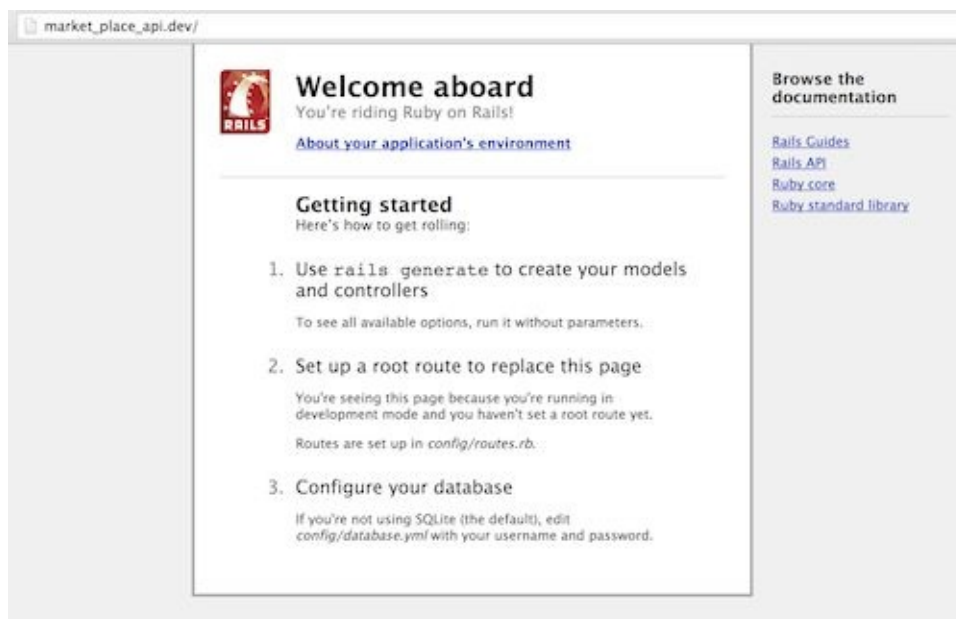 market_place_api.dev/
RAILS
Welcome aboard
You're riding Ruby on Rails!
About your application's environment
Getting started
Here's how to get rolling:
1. Use rails generate to create your models
and controllers
To see all available options, run it without parameters.
2. Set up a root route to replace this page
You're seeing this page because you're running in
development mode and you haven't set a root route yet.
Routes are set up in config/routes.rb.
3. Configure your database
If you're not using SQLite (the default), edit
config/database.yml with your username and password.
Browse the
documentation
Rails Guides
Rails API
Ruby core
Ruby standard library